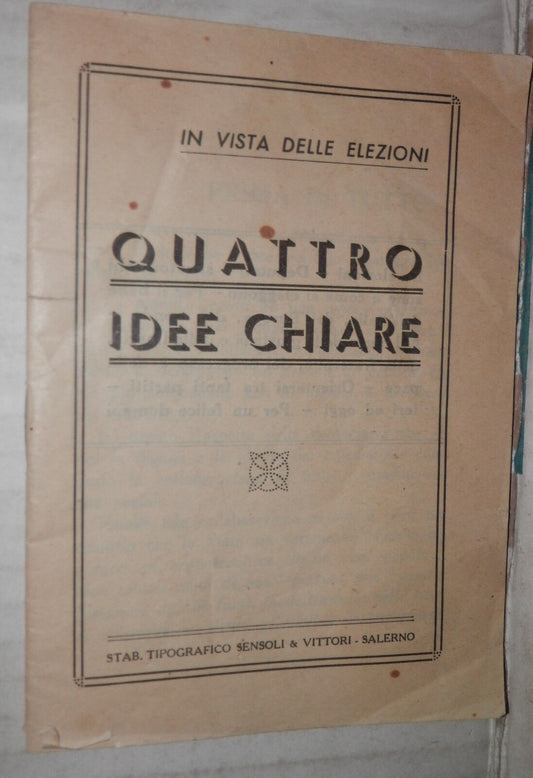 IN VISTA DELLE ELEZIONI
QUATTRO
IDEE CHIARE
STAB. TIPOGRAFICO SENSOLI & VITTORI - SALERNO